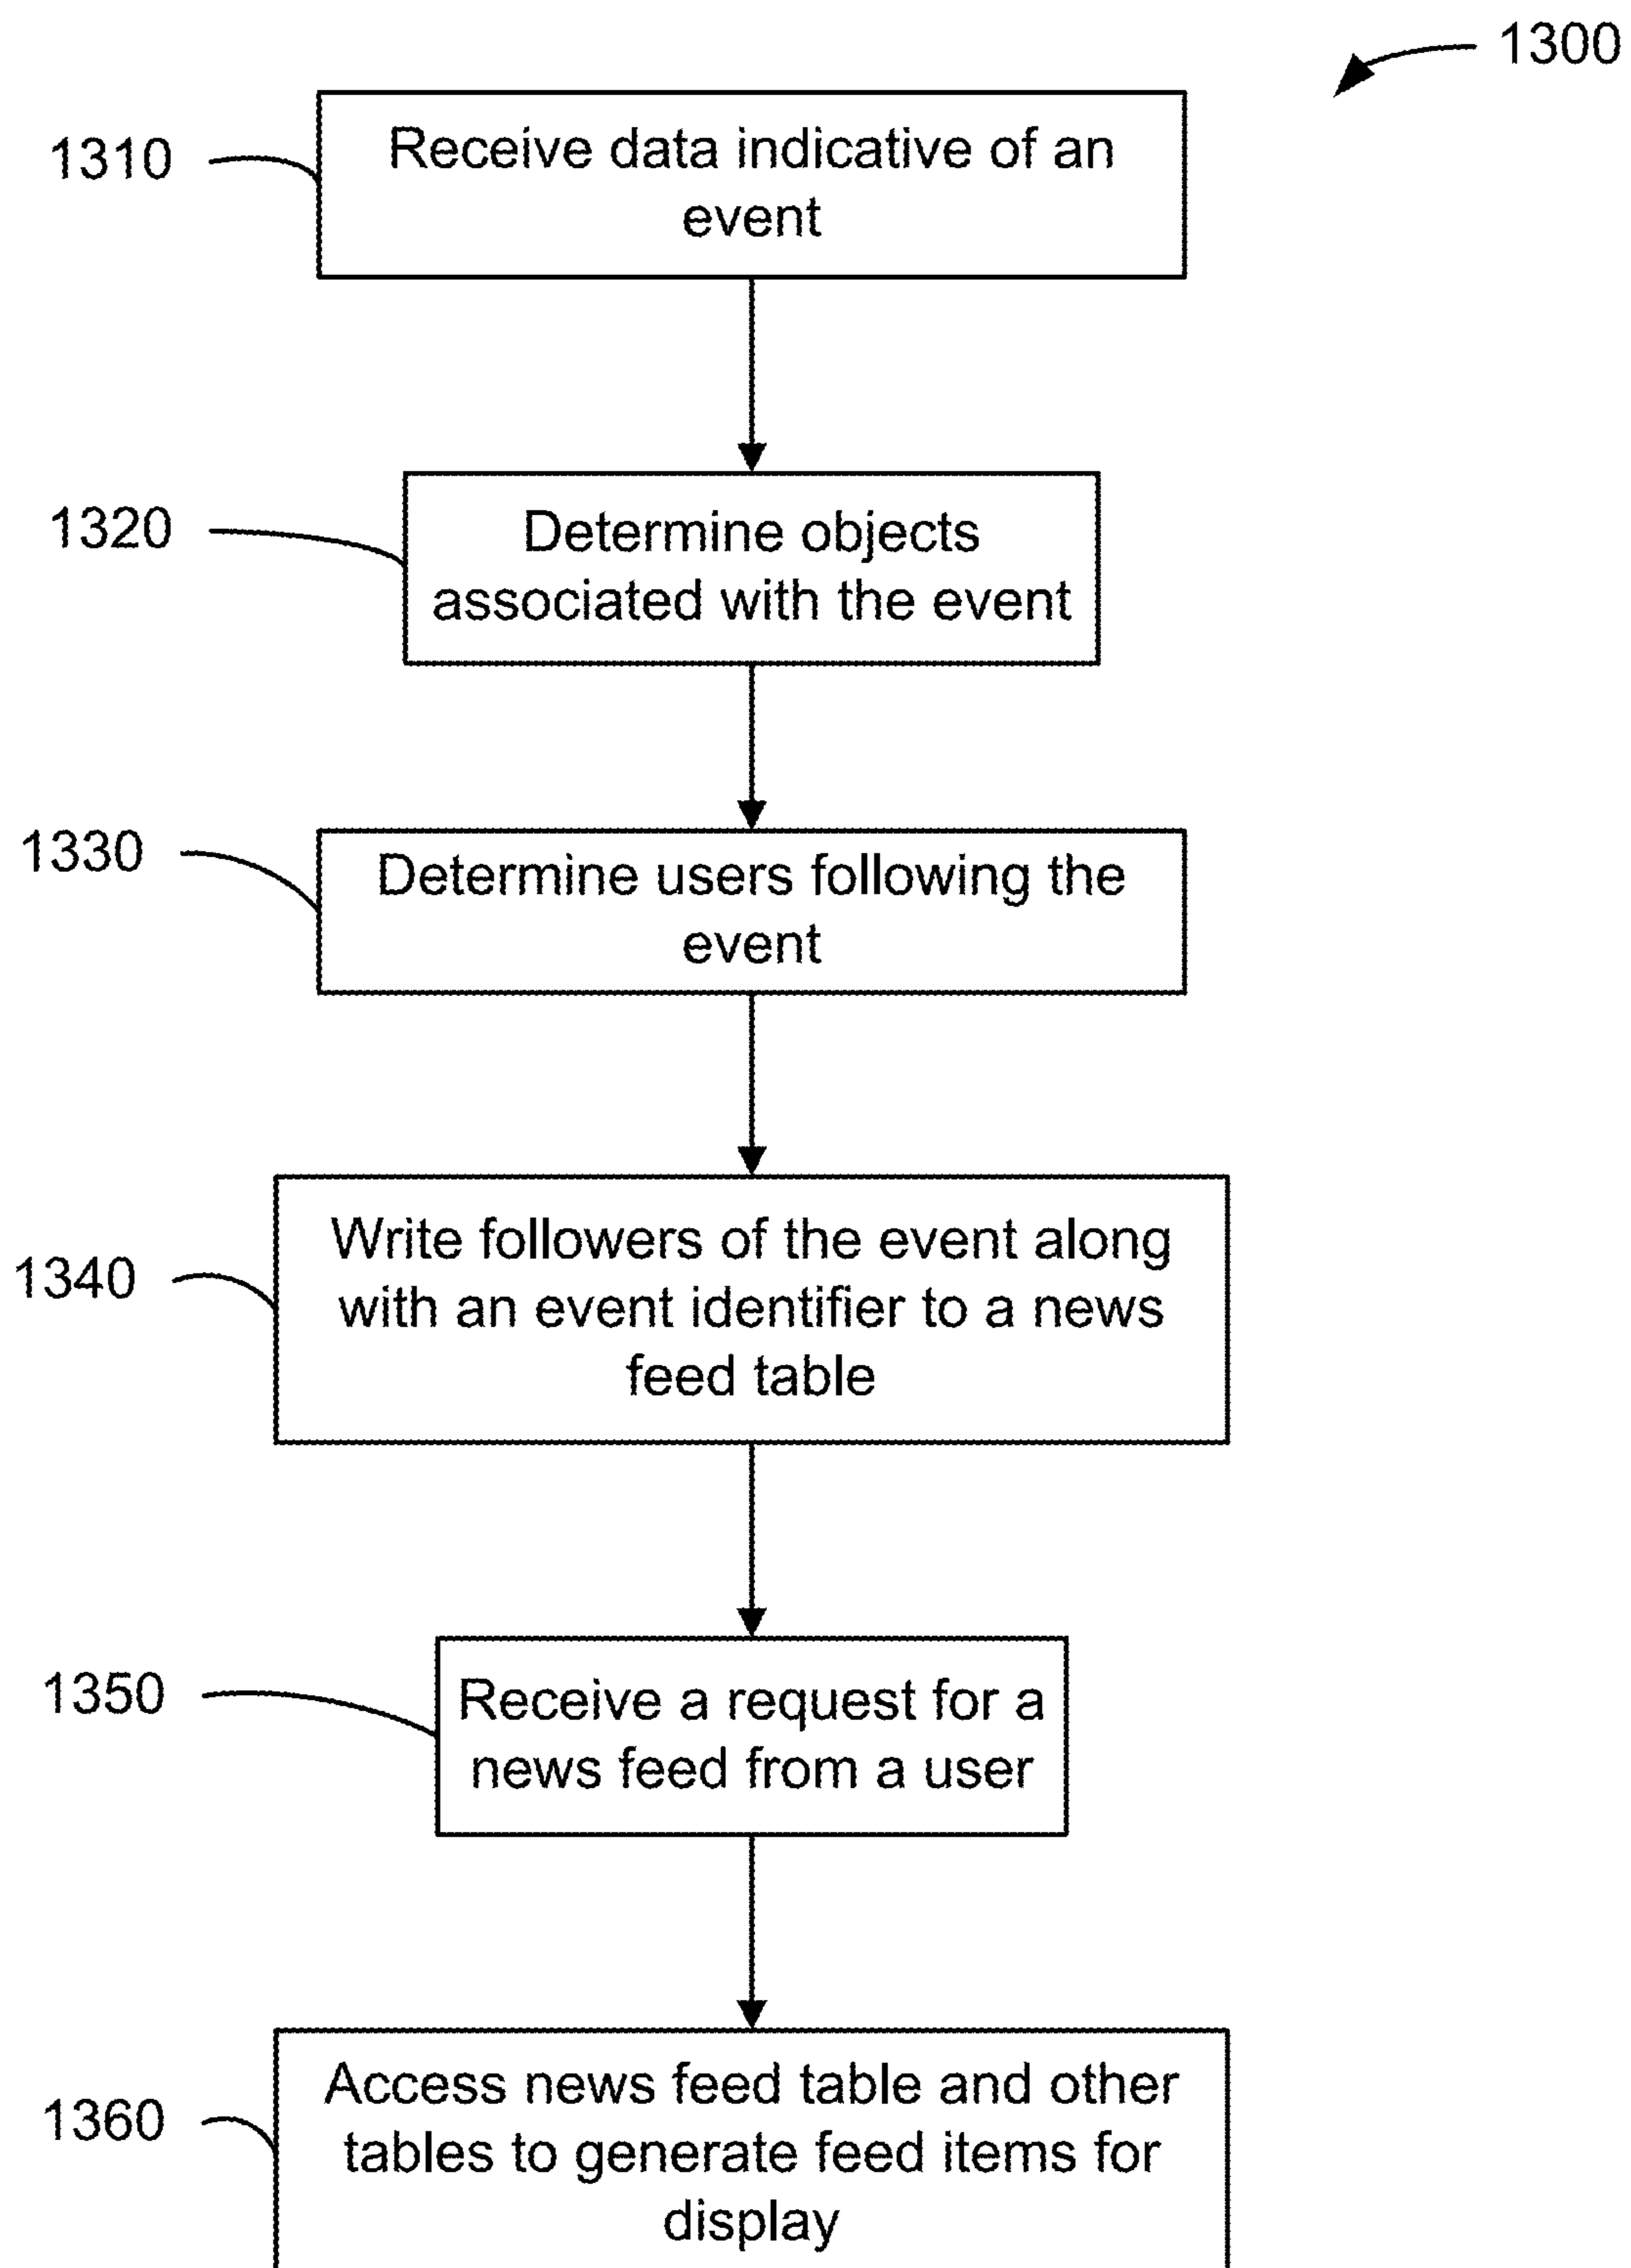 1300
1310
Receive data indicative of an
event
1320
Determine objects
associated with the event
1330
Determine users following the
event
1340
Write followers of the event along
with an event identifier to a news
feed table
1350
Receive a request for a
news feed from a user
1360
Access news feed table and other
tables to generate feed items for
display